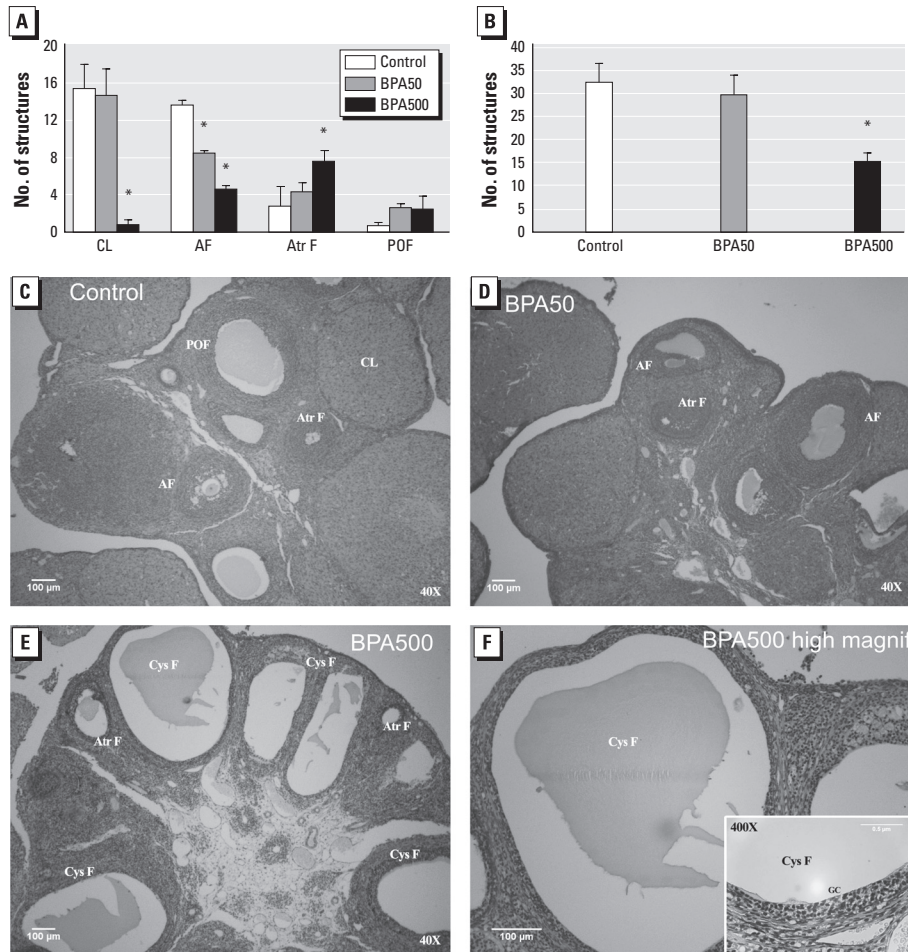 A
No. of structures
20
16
12
8
4
0
Control
BPA50
BPA500
*
*
*
*
CL
AF
Atr F
POF
B
No. of structures
40
35
30
25
20
15
10
5
0
*
Control
BPA50
BPA500
C
Control
POF
CL
Atr F
AF
100 µm
40X
D
BPA50
AF
Atr F
AF
100 µm
40X
E
BPA500
Cys F
Cys F
Atr F
Atr F
Cys F
Cys F
100 µm
40X
F
BPA500 high magnif
Cys F
100 µm
400X
Cys F
GC